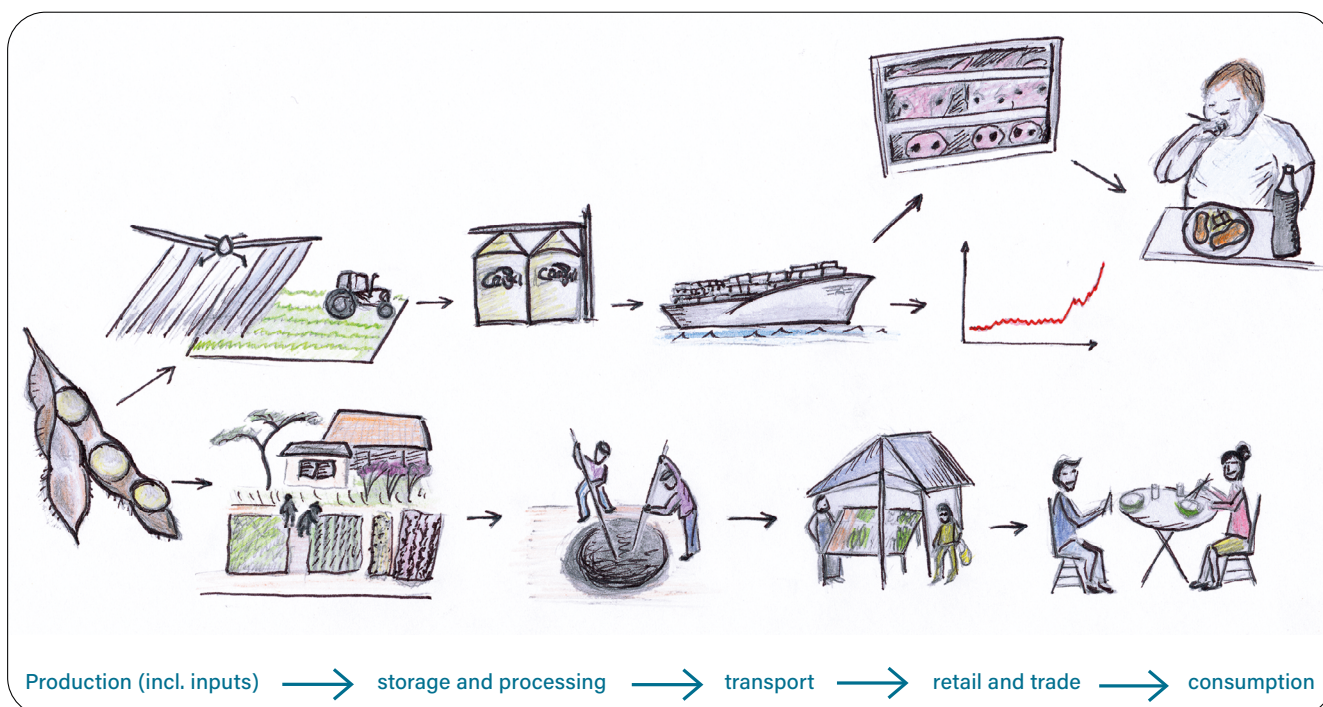 Production (incl. inputs) storage and processing transport retail and trade consumption